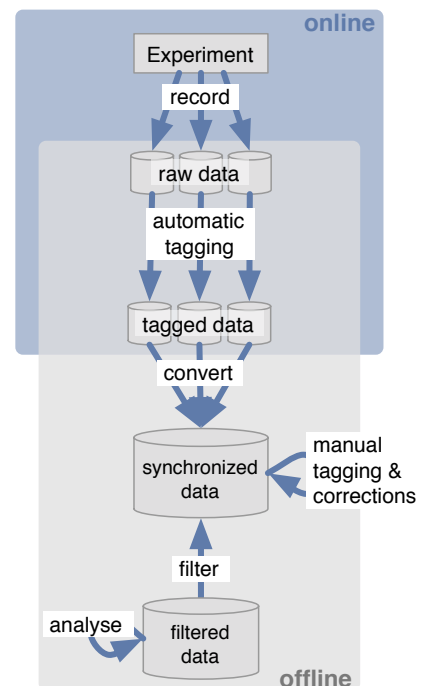 online
Experiment
record
raw data
automatic
tagging
tagged data
convert
synchronized
data
manual
tagging &
corrections
filter
analyse
filtered
data
offline